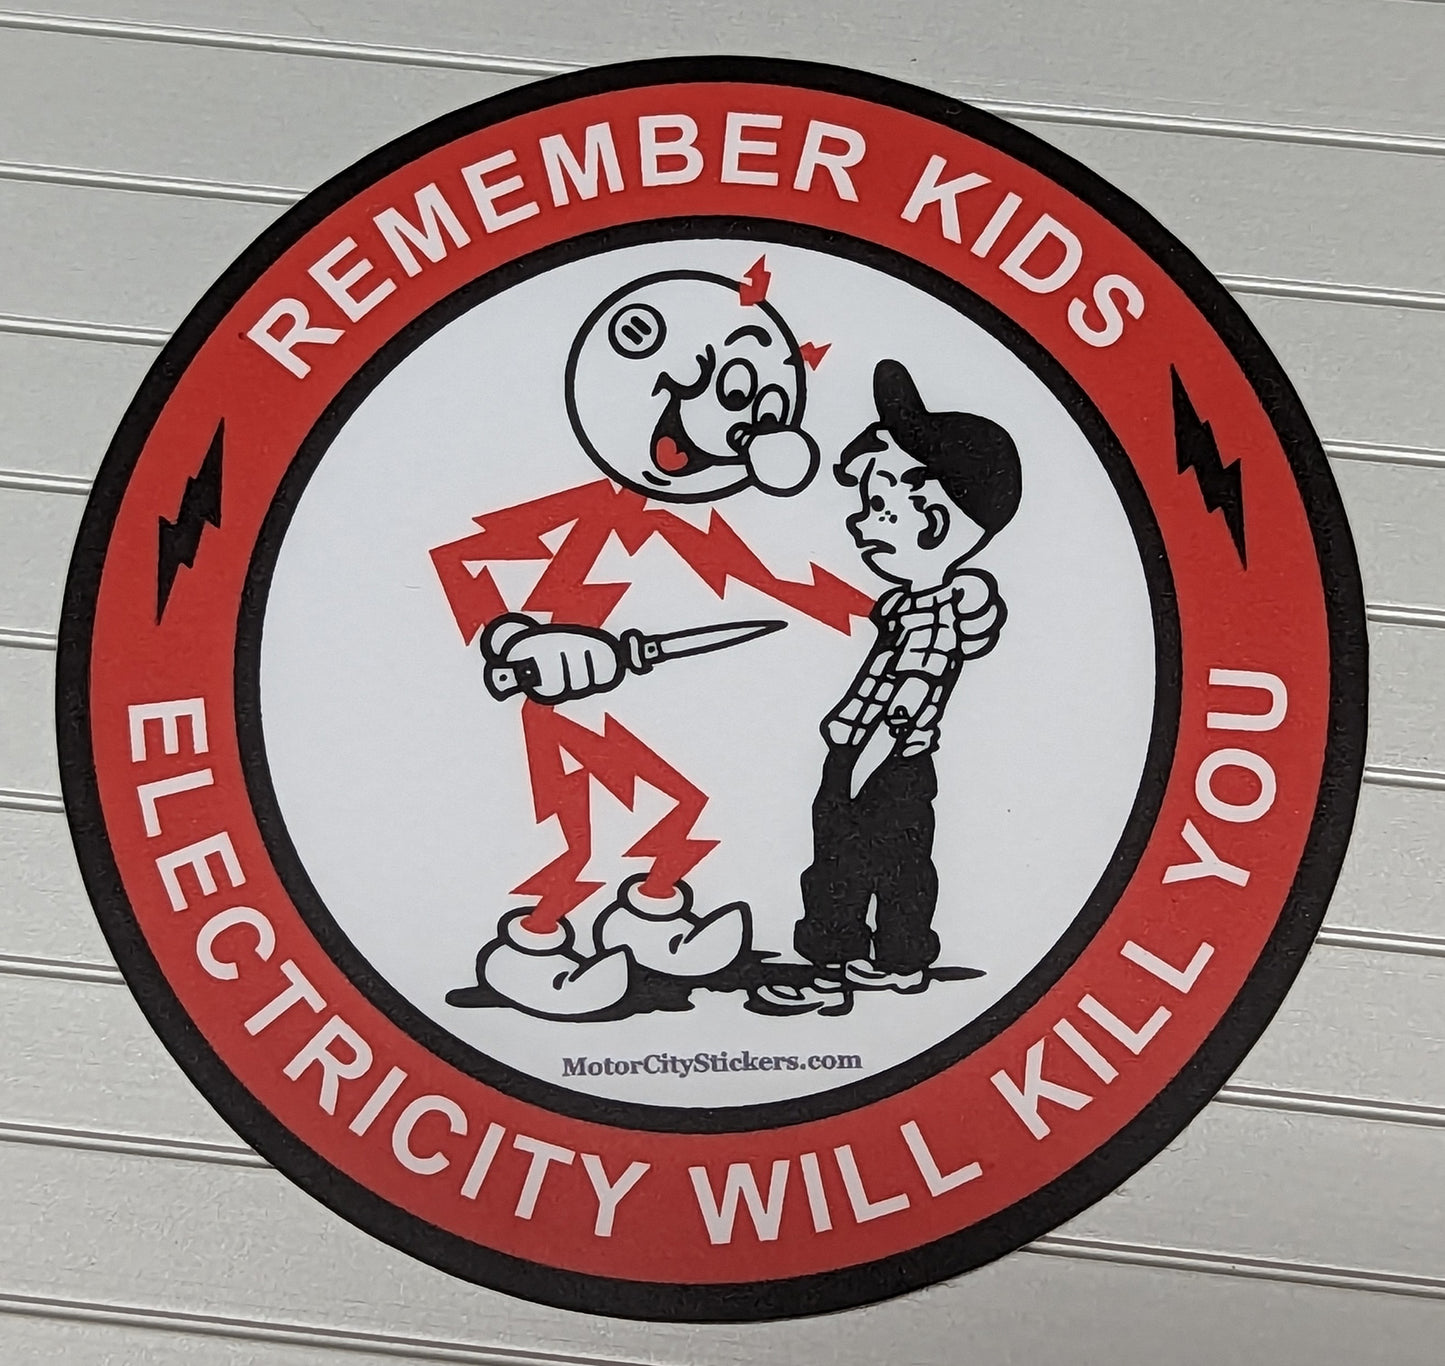 REMEMBER KIDS
MotorCityStickers.com
ELECTRICITY WILL KILL YOU